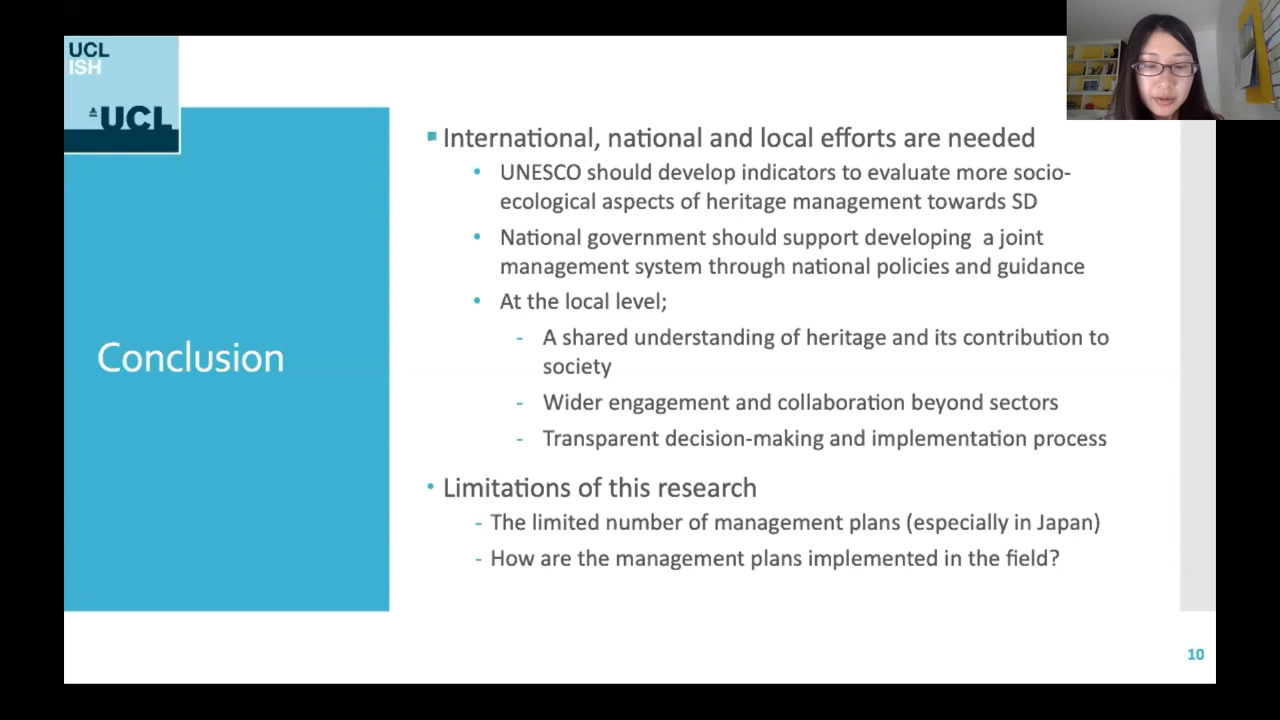 UCL
ISH
UCL
Conclusion
▪ International, national and local efforts are needed
• UNESCO should develop indicators to evaluate more socio-
ecological aspects of heritage management towards SD
• National government should support developing  a joint
management system through national policies and guidance
• At the local level;
- A shared understanding of heritage and its contribution to
society
- Wider engagement and collaboration beyond sectors
- Transparent decision-making and implementation process
• Limitations of this research
- The limited number of management plans (especially in Japan)
- How are the management plans implemented in the field?
10